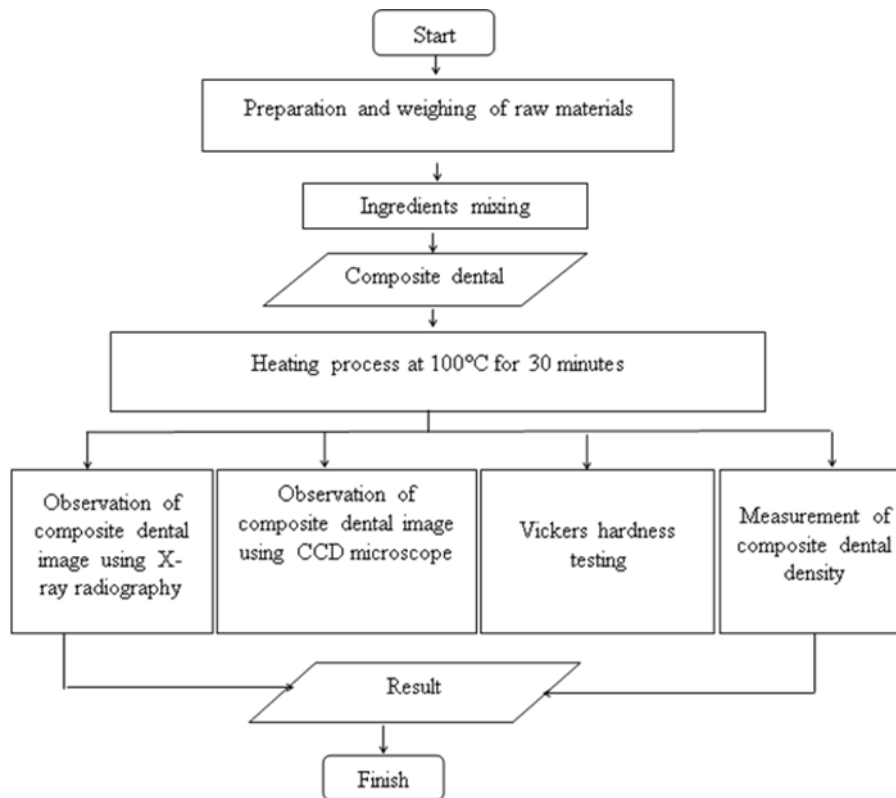 Start
Preparation and weighing of raw materials
Ingredients mixing
Composite dental
Heating process at 100°C for 30 minutes
Observation of
composite dental
image using X-
ray radiography
Observation of
composite dental image
using CCD microscope
Vickers hardness
testing
Measurement of
composite dental
density
Result
Finish